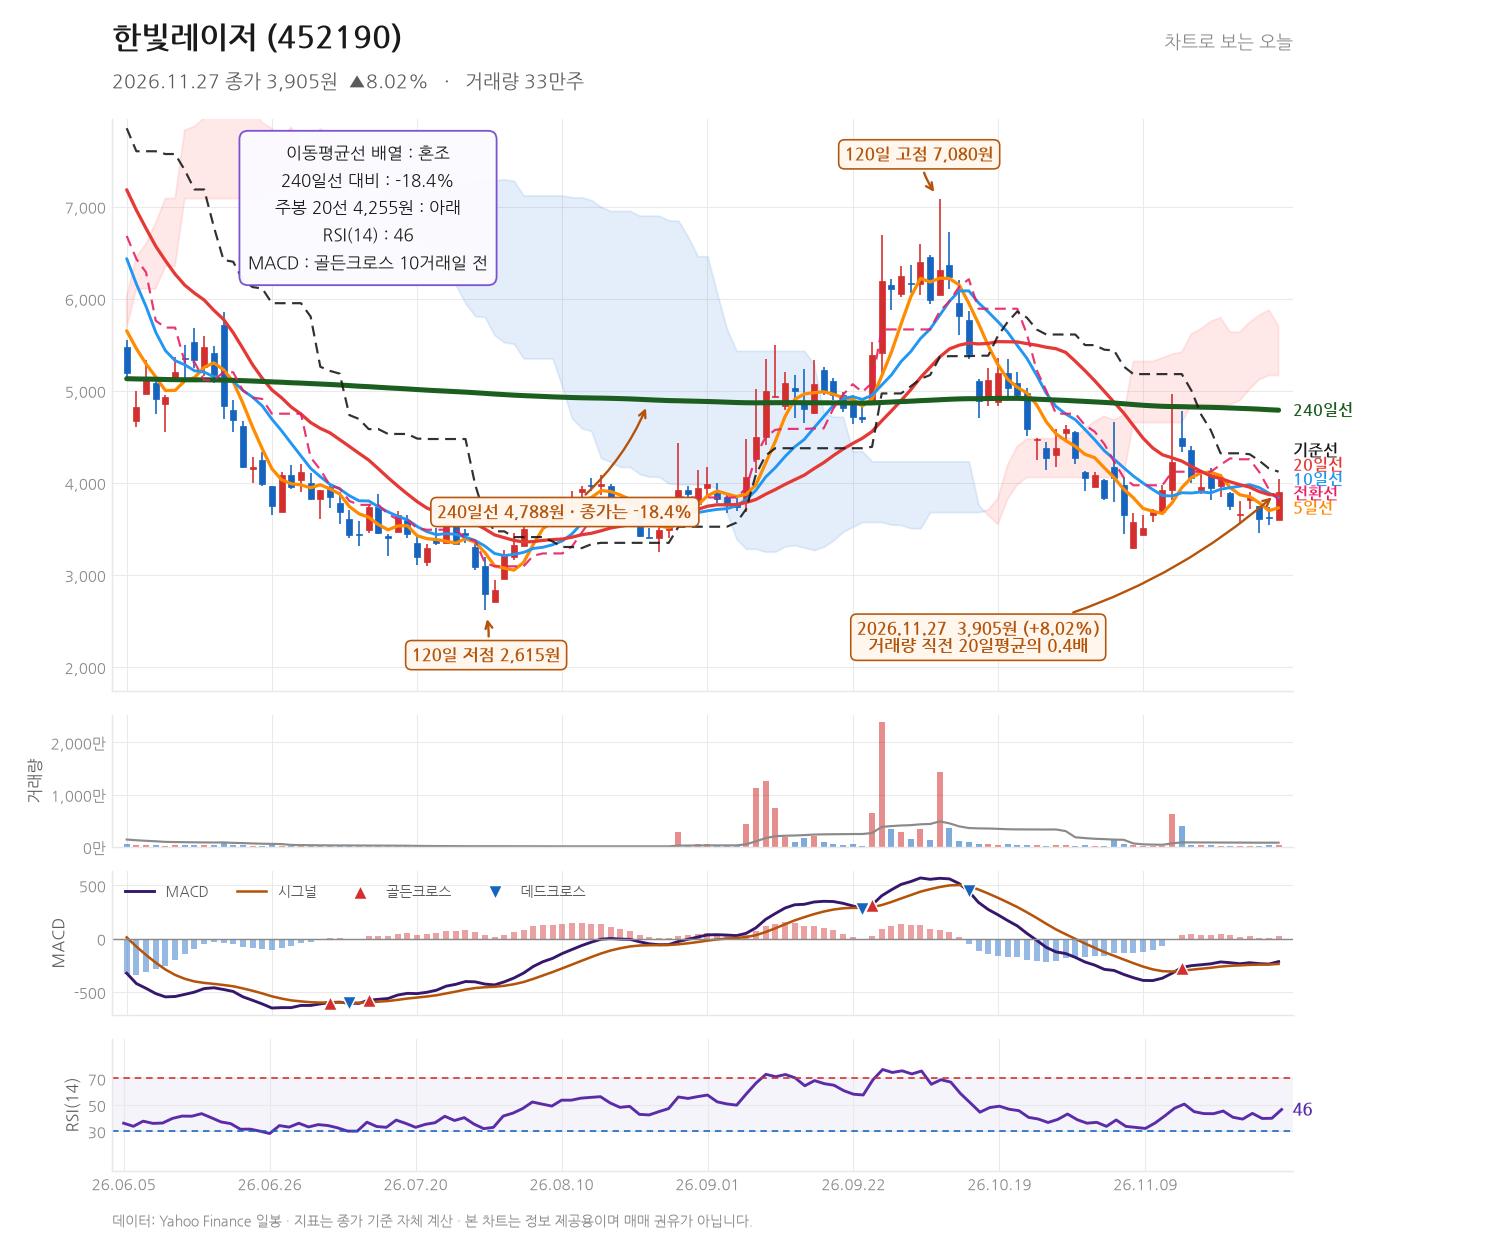 한빛레이저 (452190)
차트로 보는 오늘
2026.11.27 종가 3,905원 ▲8.02% · 거래량 33만주
이동평균선 배열 : 혼조
240일선 대비 : -18.4%
주봉 20선 4,255원 : 아래
RSI(14) : 46
MACD : 골든크로스 10거래일 전
120일 고점 7,080원
7,000
6,000
5,000
4,000
3,000
2,000
240일선
기준선
20일선
10일선
전환선
5일선
240일선 4,788원 · 종가는 -18.4%
120일 저점 2,615원
2026.11.27 3,905원 (+8.02%)
거래량 직전 20일평균의 0.4배
거래량
2,000만
1,000만
0만
MACD
500
0
-500
MACD
시그널
골든크로스
데드크로스
RSI(14)
70
50
30
46
26.06.05
26.06.26
26.07.20
26.08.10
26.09.01
26.09.22
26.10.19
26.11.09
데이터: Yahoo Finance 일봉 · 지표는 종가 기준 자체 계산 · 본 차트는 정보 제공용이며 매매 권유가 아닙니다.